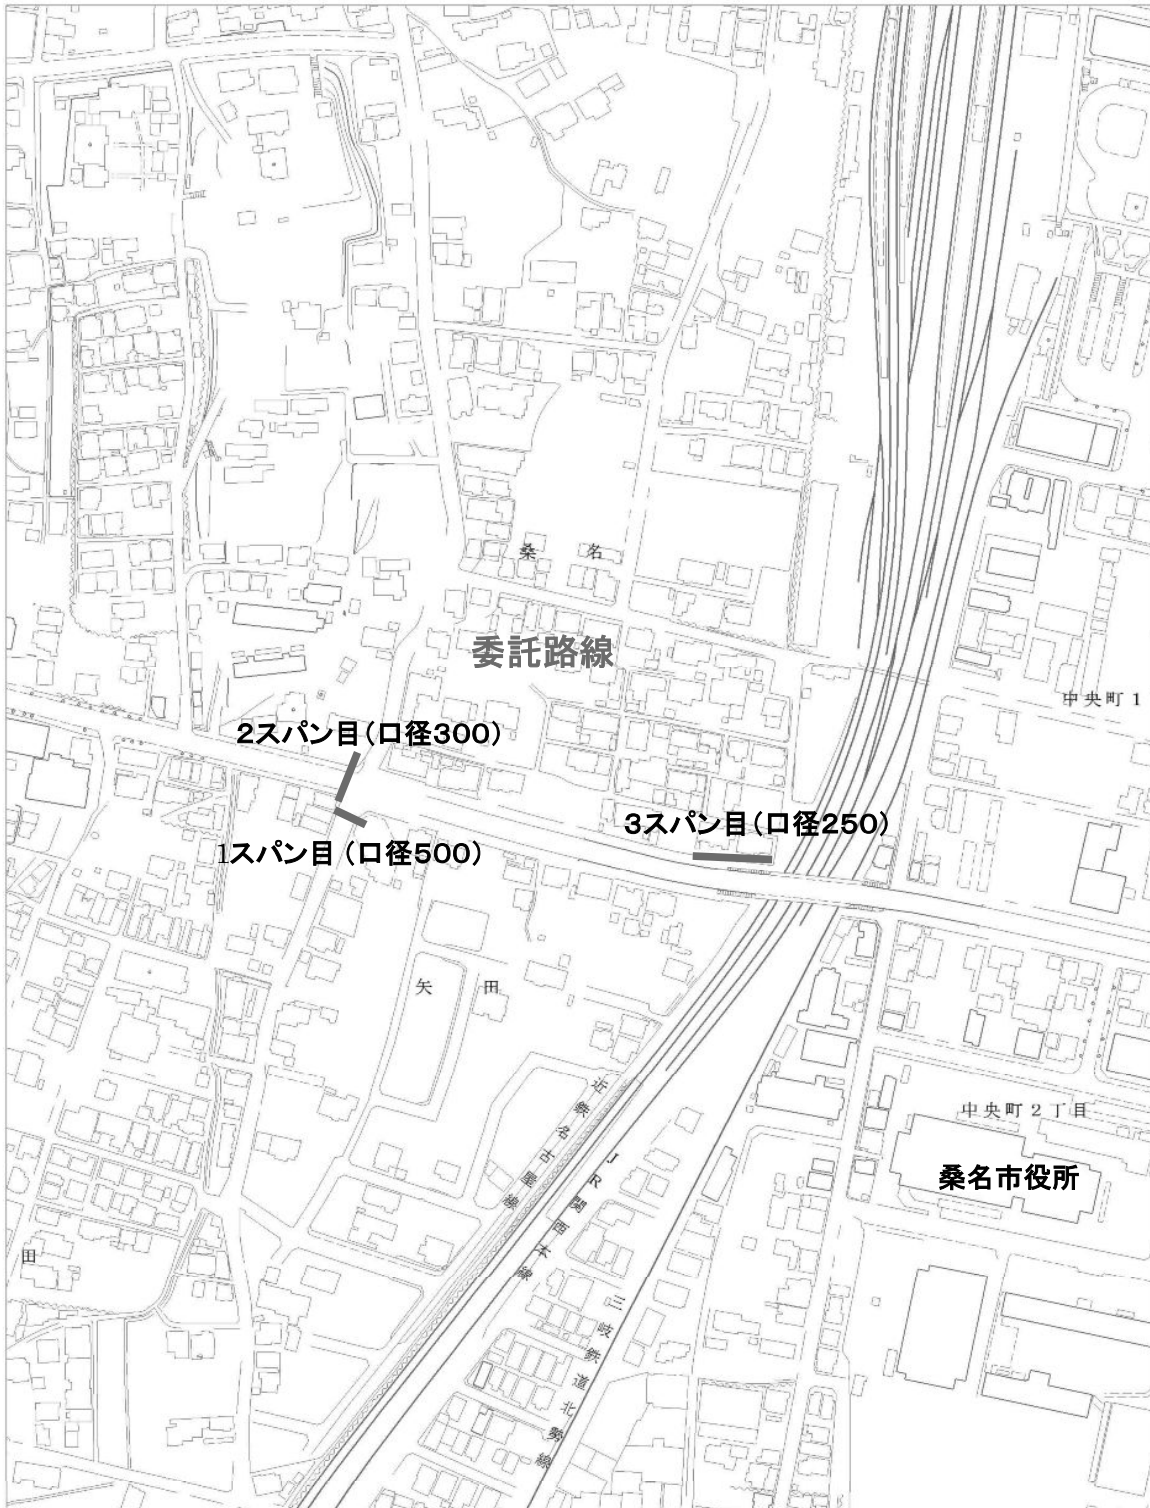 桑名
委託路線
中央町1
2スパン目(口径300)
3スパン目(口径250)
1スパン目(口径500)
矢田
近鉄名古屋線
中央町2丁目
JR関西本線
桑名市役所
田
三岐鉄道北勢線